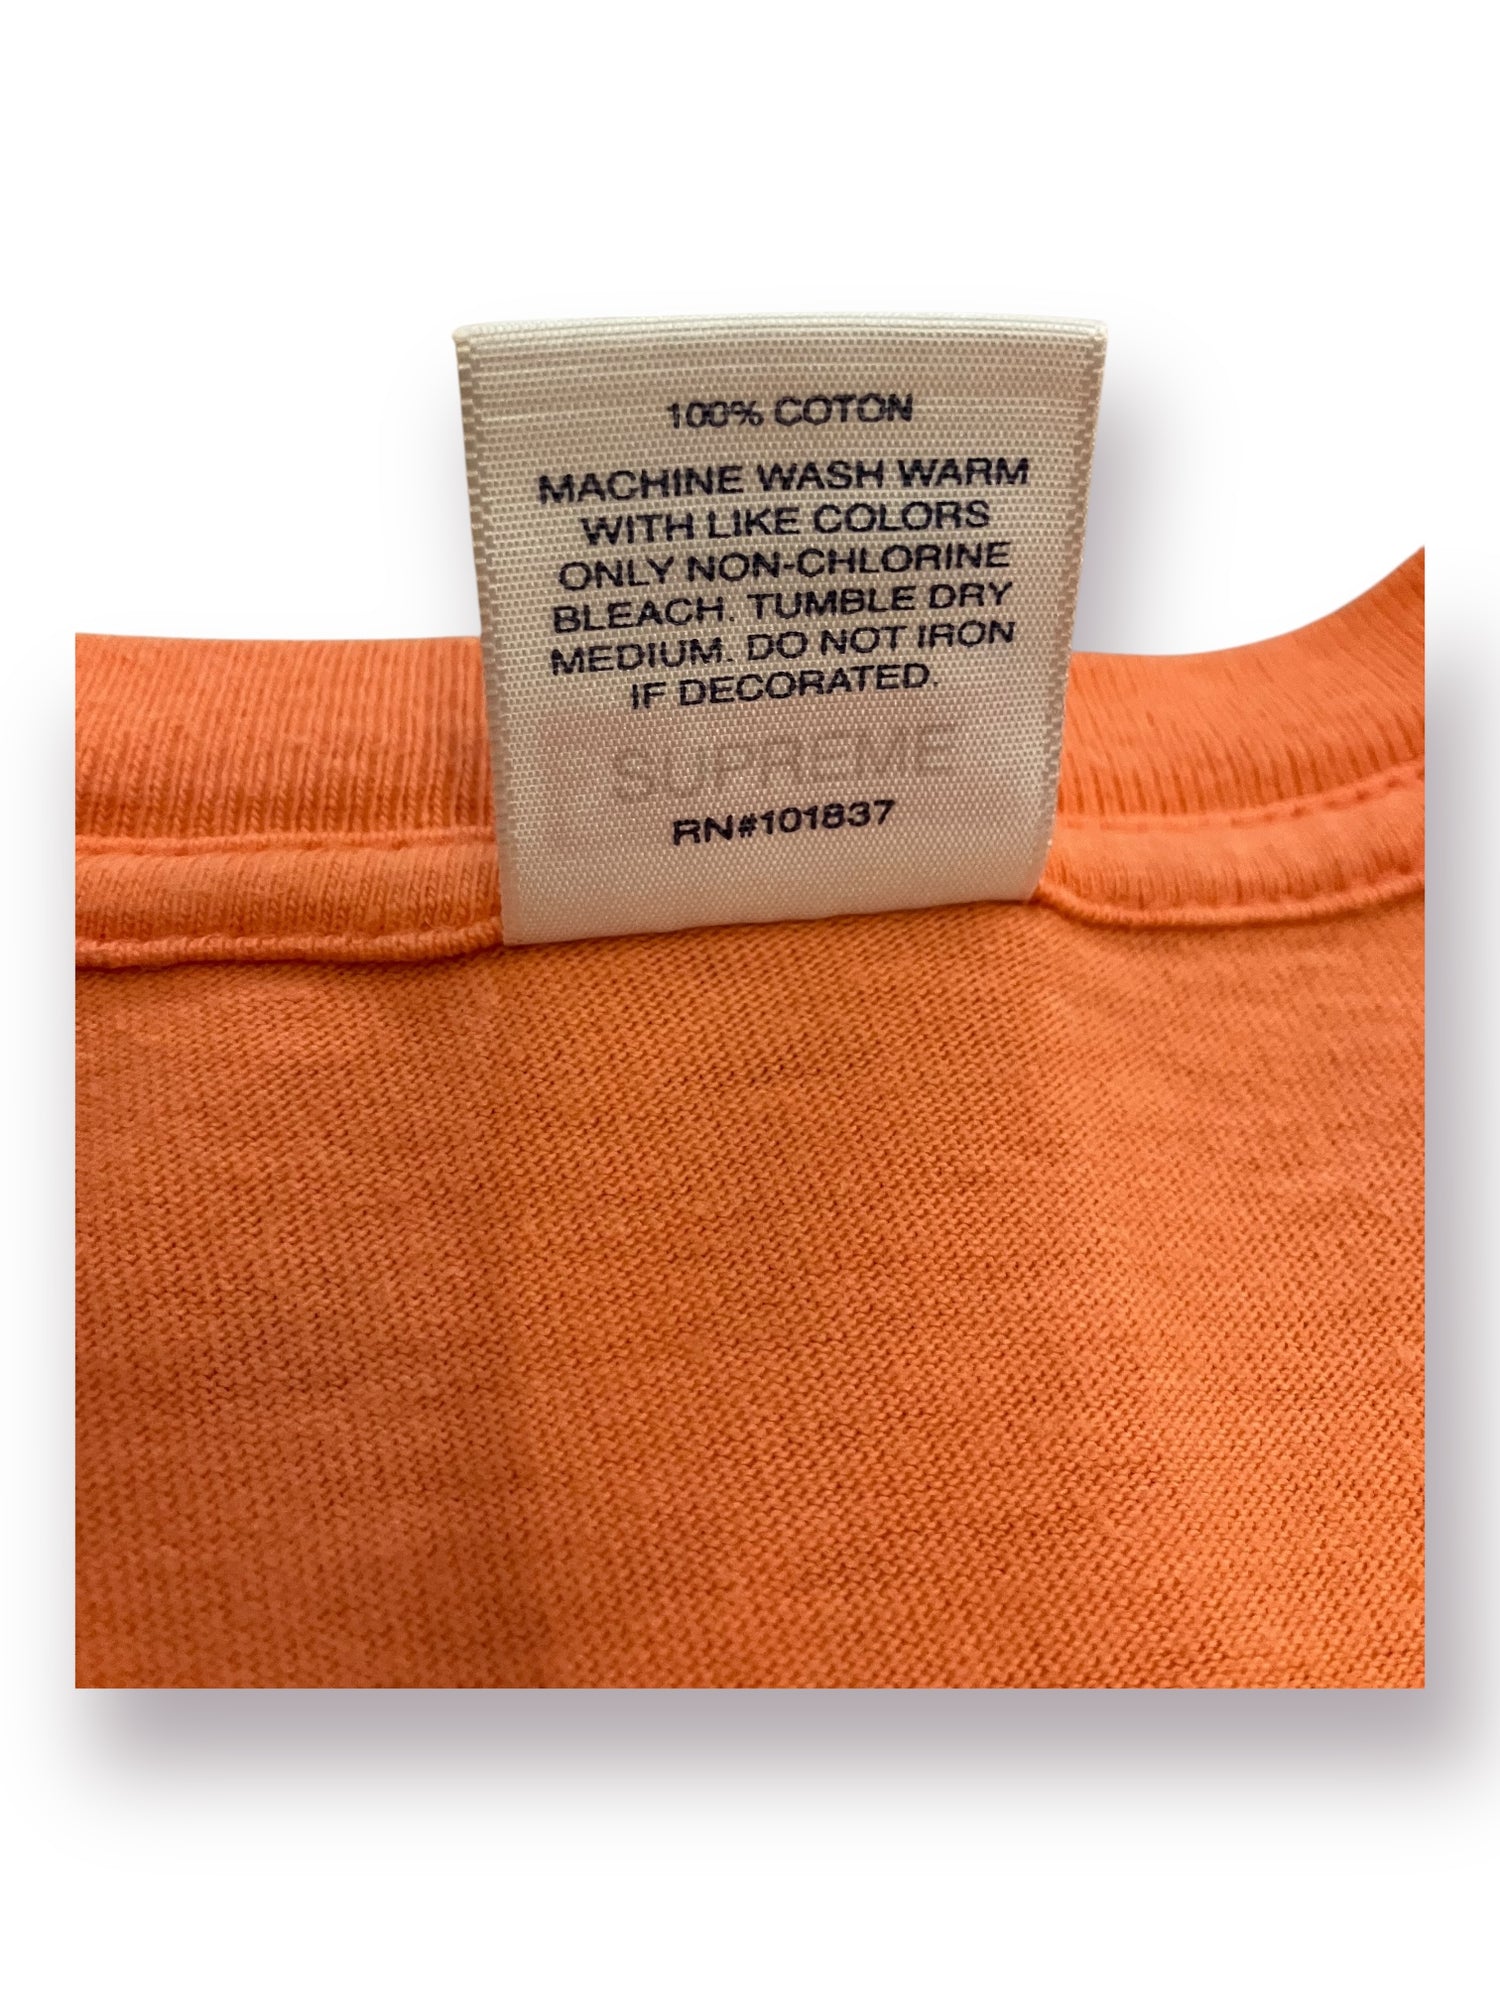 100% COTON
MACHINE WASH WARM
WITH LIKE COLORS
ONLY NON-CHLORINE
BLEACH. TUMBLE DRY
MEDIUM. DO NOT IRON
IF DECORATED.
SUPREME
RN#101837